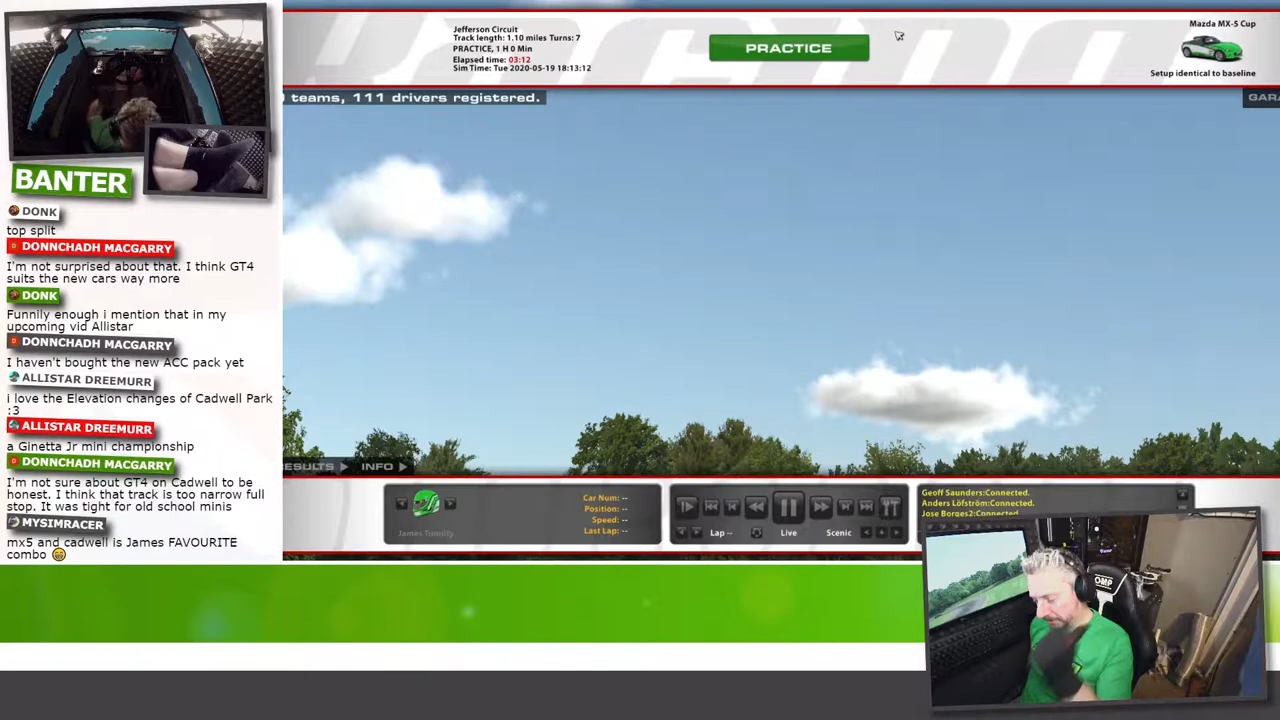 Jefferson Circuit
Track length: 1.10 miles Turns: 7
PRACTICE, 1 H 0 Min
Elapsed time: 03:12
Sim Time: Tue 2020-05-19 18:13:12
PRACTICE
Mazda MX-5 Cup
Setup identical to baseline
teams, 111 drivers registered.
BANTER
DONK
top split
DONNCHADH MACGARRY
I'm not surprised about that. I think GT4
suits the new cars way more
DONK
Funnily enough i mention that in my
upcoming vid Allistar
DONNCHADH MACGARRY
I haven't bought the new ACC pack yet
ALLISTAR DREEMURR
i love the Elevation changes of Cadwell Park
:3
ALLISTAR DREEMURR
a Ginetta Jr mini championship
DONNCHADH MACGARRY
I'm not sure about GT4 on Cadwell to be
honest. I think that track is too narrow full
stop. It was tight for old school minis
MYSIMRACER
mx5 and cadwell is James FAVOURITE
combo 😁
INFO
Car Num: --
Position: --
Speed: --
Last Lap: --
Lap -- Live Scenic
Geoff Saunders:Connected.
Anders Löfström:Connected.
Jose Borges2:Connected.
OMP